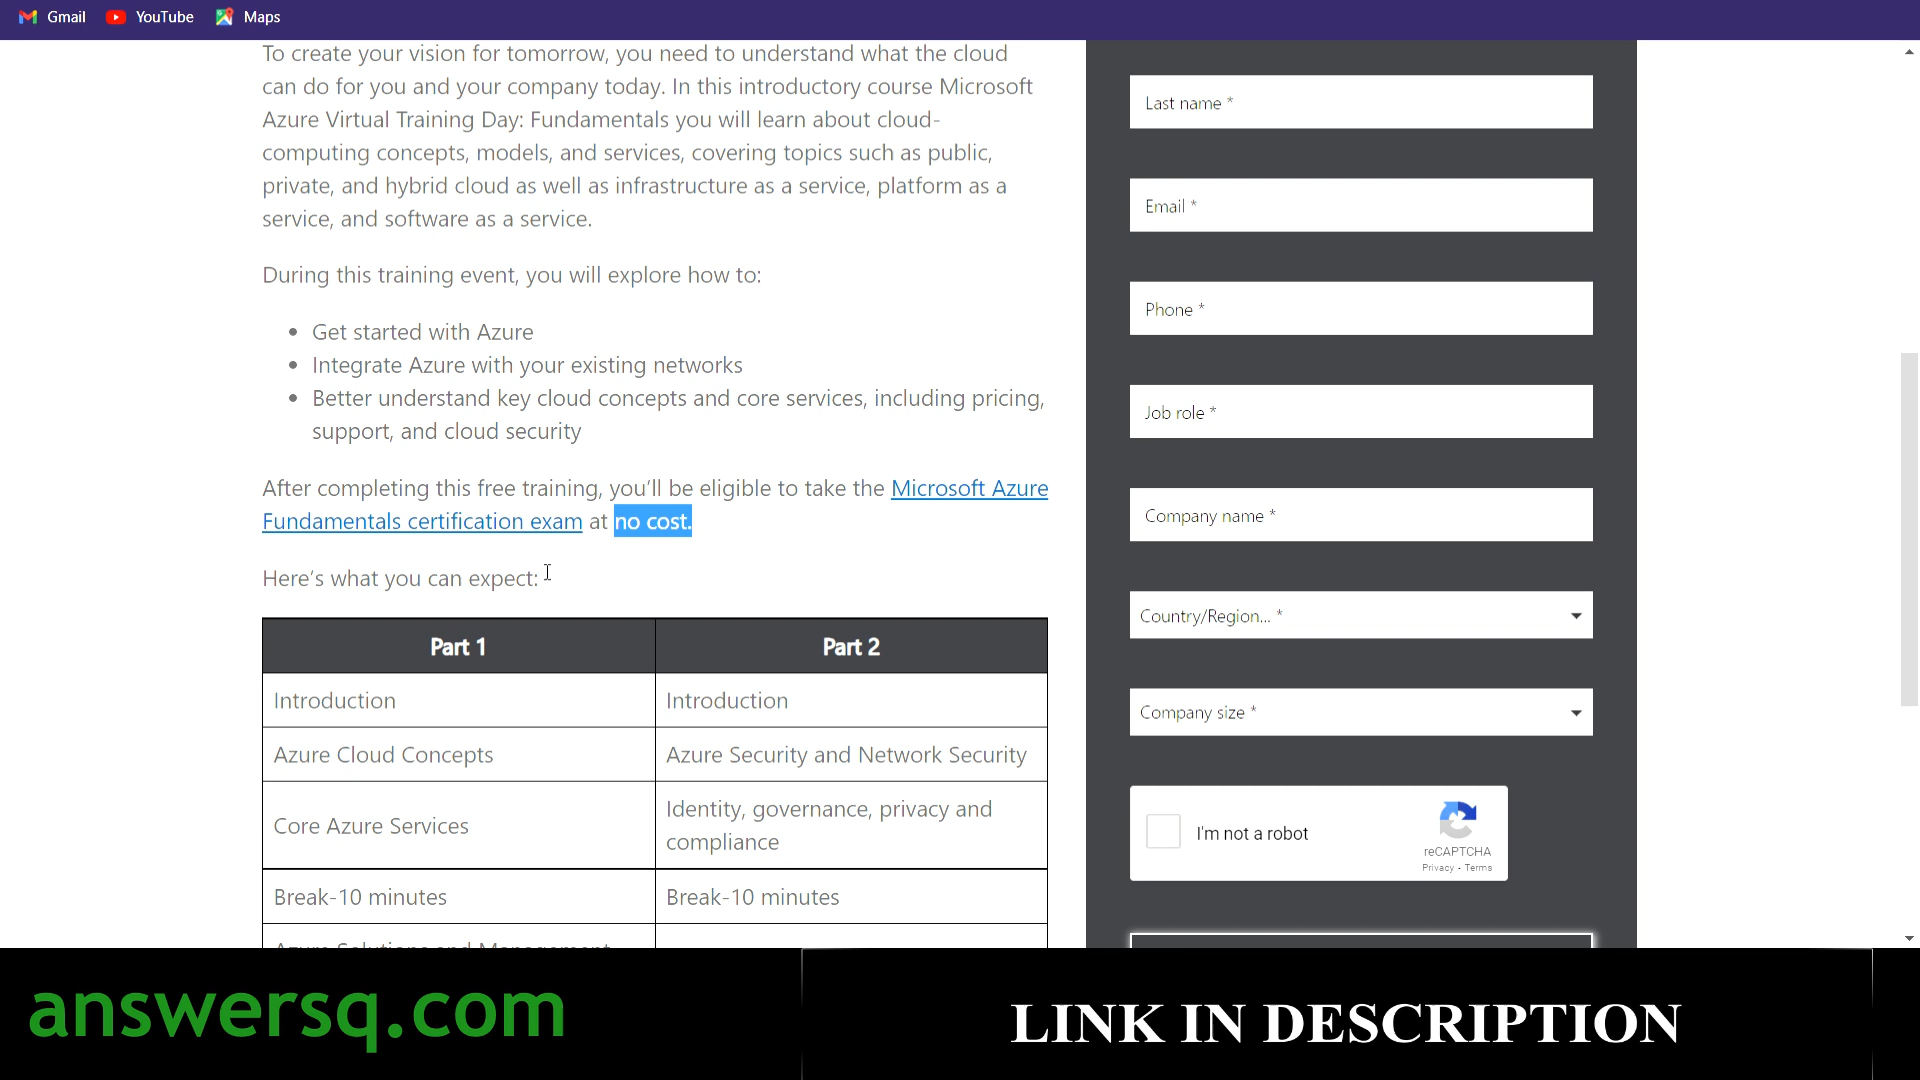 Gmail YouTube Maps
To create your vision for tomorrow, you need to understand what the cloud
can do for you and your company today. In this introductory course Microsoft
Azure Virtual Training Day: Fundamentals you will learn about cloud-
computing concepts, models, and services, covering topics such as public,
private, and hybrid cloud as well as infrastructure as a service, platform as a
service, and software as a service.
During this training event, you will explore how to:
• Get started with Azure
• Integrate Azure with your existing networks
• Better understand key cloud concepts and core services, including pricing,
support, and cloud security
After completing this free training, you'll be eligible to take the Microsoft Azure
Fundamentals certification exam at no cost.
Here's what you can expect:
Part 1 Part 2
Introduction Introduction
Azure Cloud Concepts Azure Security and Network Security
Core Azure Services Identity, governance, privacy and
compliance
Break-10 minutes Break-10 minutes
Azure Solutions and Management
Last name *
Email *
Phone *
Job role *
Company name *
Country/Region... *
Company size *
I'm not a robot
reCAPTCHA
Privacy - Terms
answersq.com
LINK IN DESCRIPTION